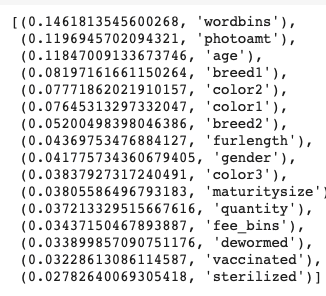 [(0.1461813545600268, 'wordbins'),
(0.1196945702094321, 'photoamt'),
(0.11847009133673746, 'age'),
(0.08197161661150264, 'breed1'),
(0.07771862021910157, 'color2'),
(0.07645313297332047, 'color1'),
(0.05200498398046386, 'breed2'),
(0.04369753476884127, 'furlength'),
(0.041775734360679405, 'gender'),
(0.03837927317240491, 'color3'),
(0.03805586496793183, 'maturitysize')
(0.037213329515667616, 'quantity'),
(0.03437150467893887, 'fee_bins'),
(0.033899857090751176, 'dewormed'),
(0.03228613086114587, 'vaccinated'),
(0.02782640069305418, 'sterilized')]